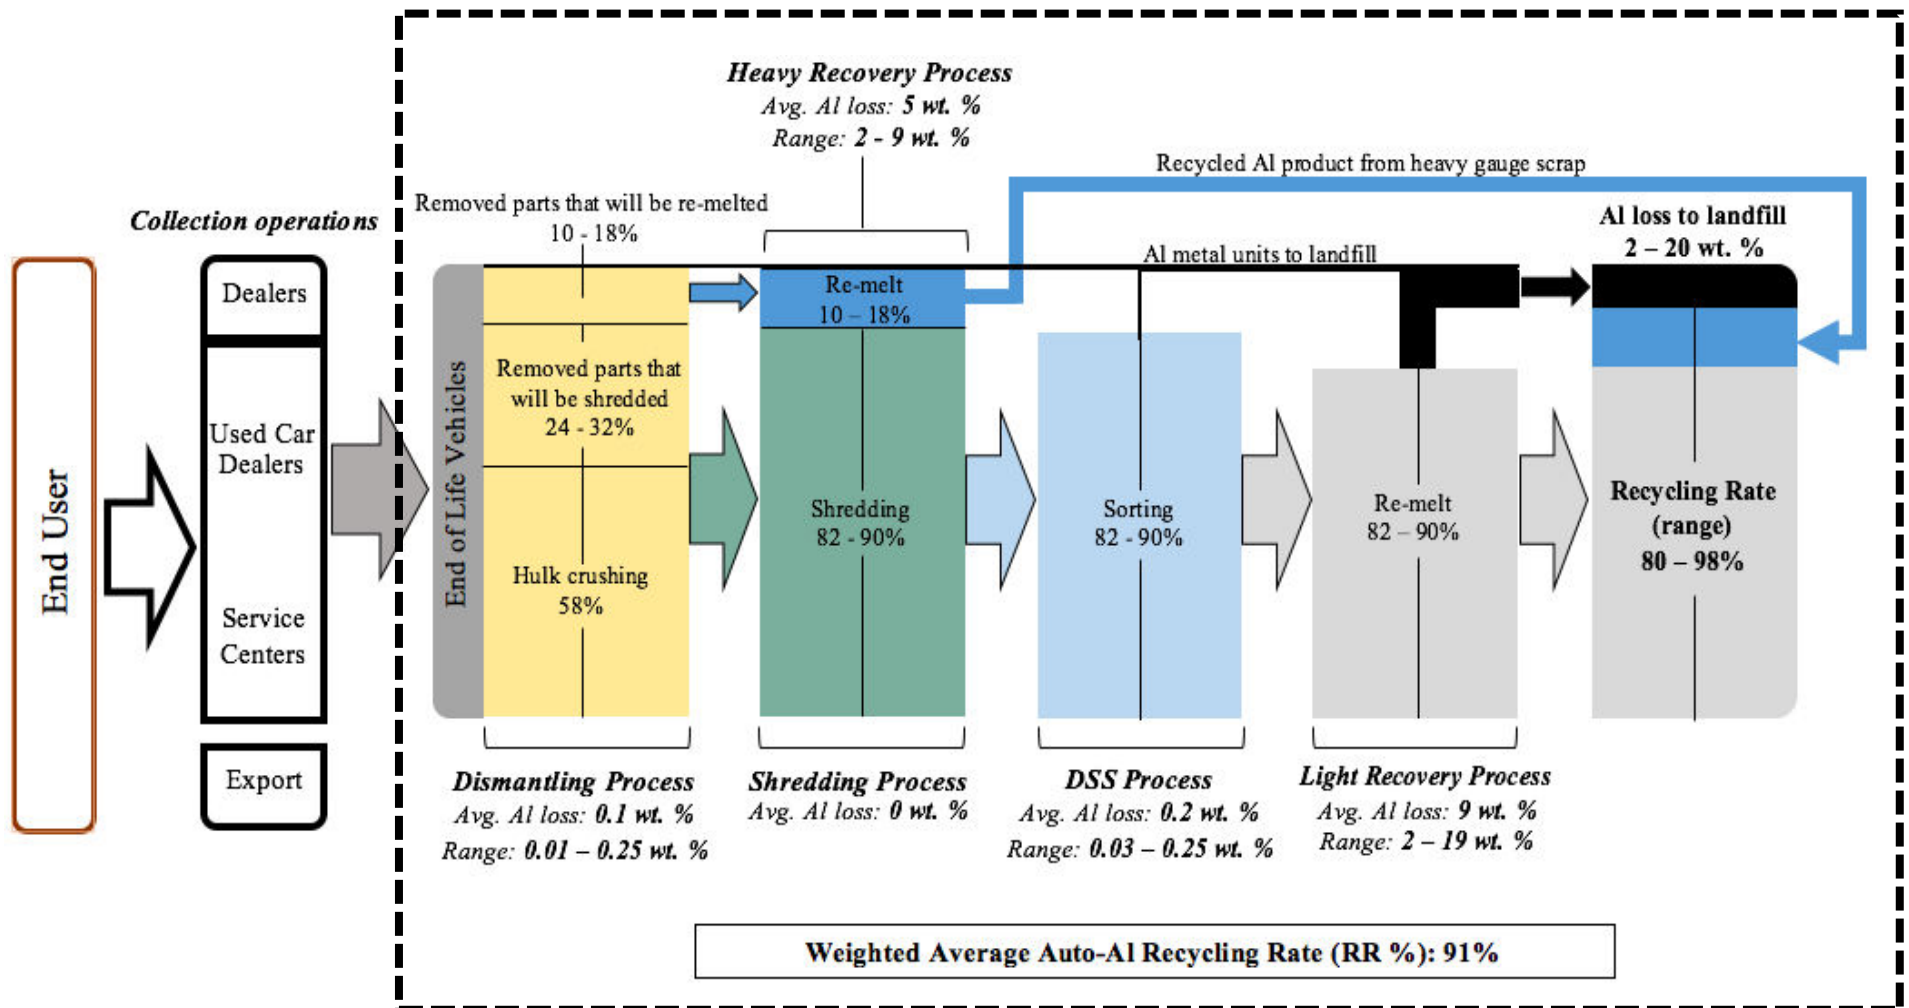 End User
Collection operations
Dealers
Used Car
Dealers
Service
Centers
Export
End of Life Vehicles
Removed parts that will be re-melted
10 - 18%
Removed parts that
will be shredded
24 - 32%
Hulk crushing
58%
Dismantling Process
Avg. Al loss: 0.1 wt. %
Range: 0.01 – 0.25 wt. %
Heavy Recovery Process
Avg. Al loss: 5 wt. %
Range: 2 - 9 wt. %
Re-melt
10 – 18%
Shredding
82 - 90%
Shredding Process
Avg. Al loss: 0 wt. %
Recycled Al product from heavy gauge scrap
Al metal units to landfill
Sorting
82 - 90%
DSS Process
Avg. Al loss: 0.2 wt. %
Range: 0.03 – 0.25 wt. %
Re-melt
82 – 90%
Light Recovery Process
Avg. Al loss: 9 wt. %
Range: 2 – 19 wt. %
Al loss to landfill
2 – 20 wt. %
Recycling Rate
(range)
80 – 98%
Weighted Average Auto-Al Recycling Rate (RR %): 91%